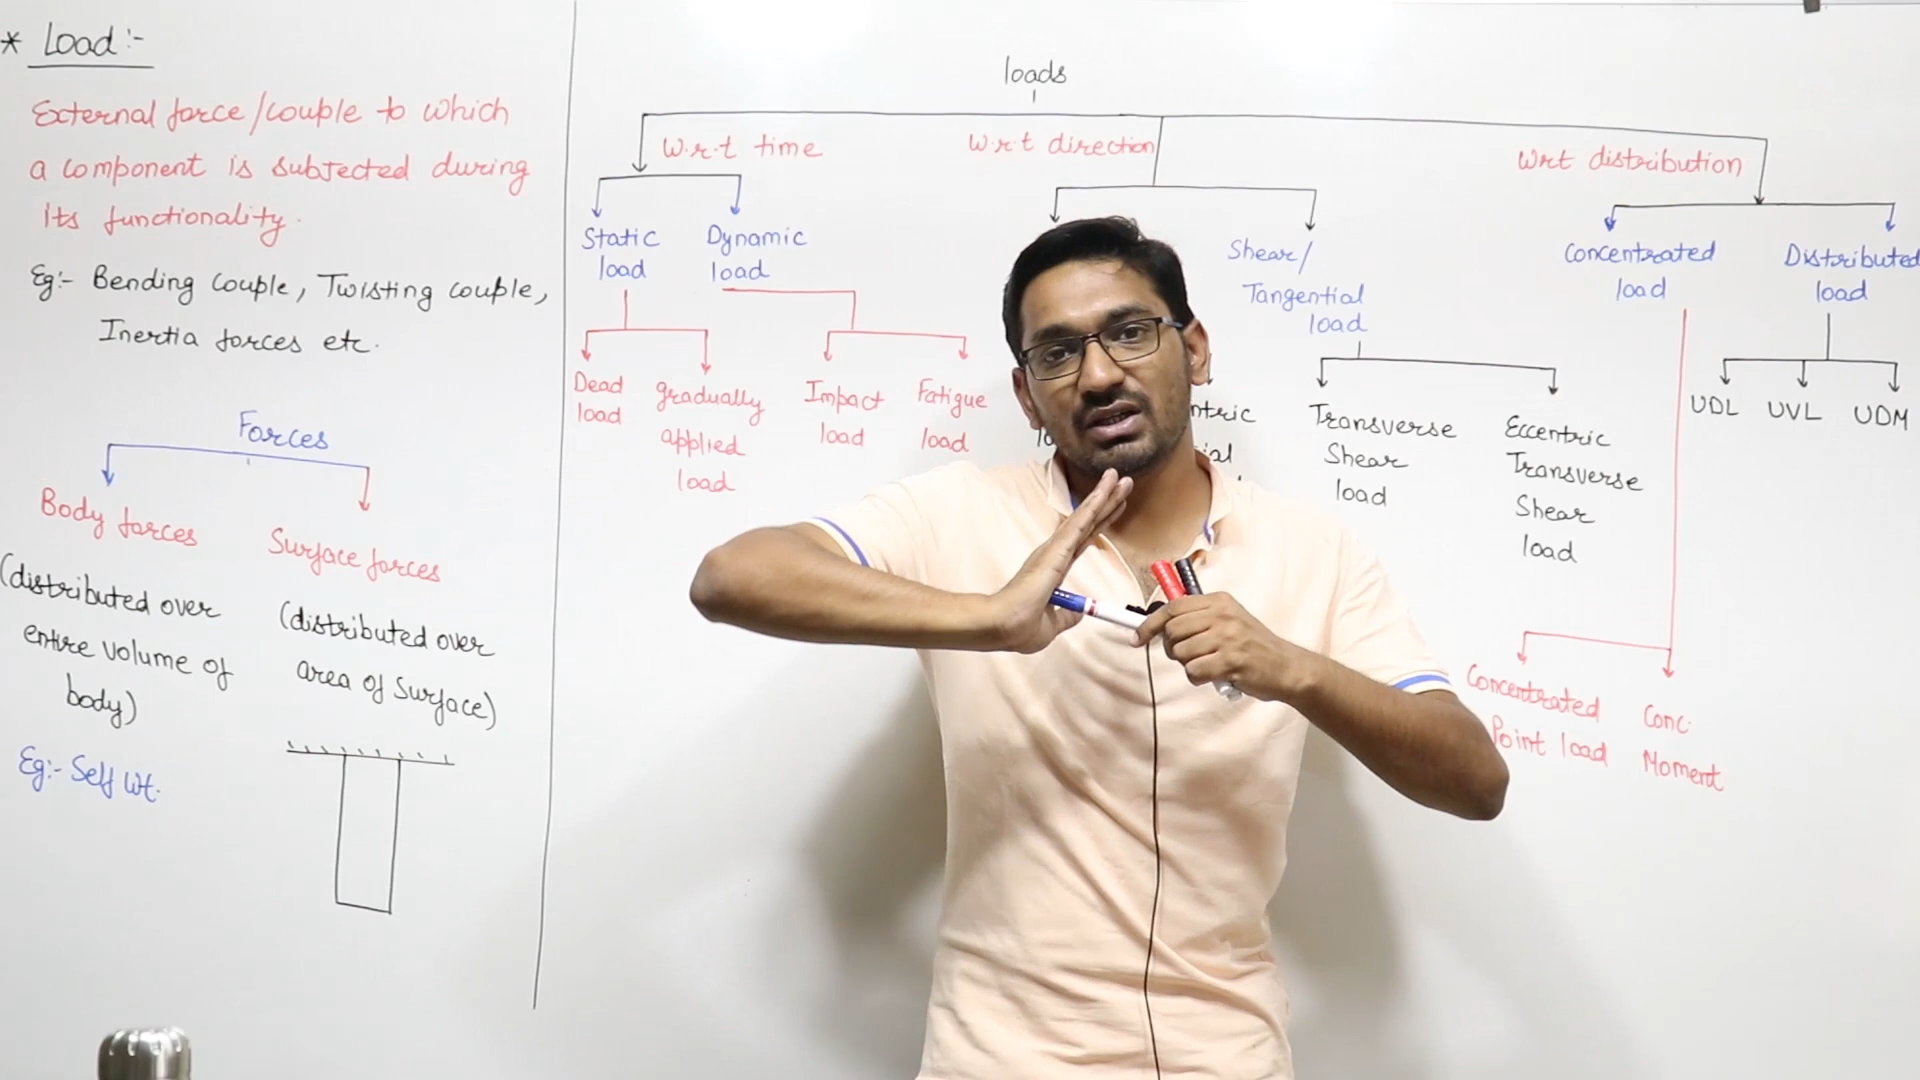 * Load :-
External force/couple to which
a component is subjected during
its functionality.
Eg:- Bending couple, Twisting couple,
Inertia forces etc.
Forces
Body forces
(distributed over
entire volume of
body)
Eg:- Self Wt.
Surface forces
(distributed over
area of Surface)
loads
W.r.t time
Static
load
Dead
load
gradually
applied
load
Dynamic
load
Impact
load
Fatigue
load
W.r.t direction
Shear/
Tangential
load
Transverse
Shear
load
Eccentric
Transverse
Shear
load
Wrt distribution
Concentrated
load
Concentrated
Point load
Conc.
Moment
Distributed
load
UDL UVL UDM